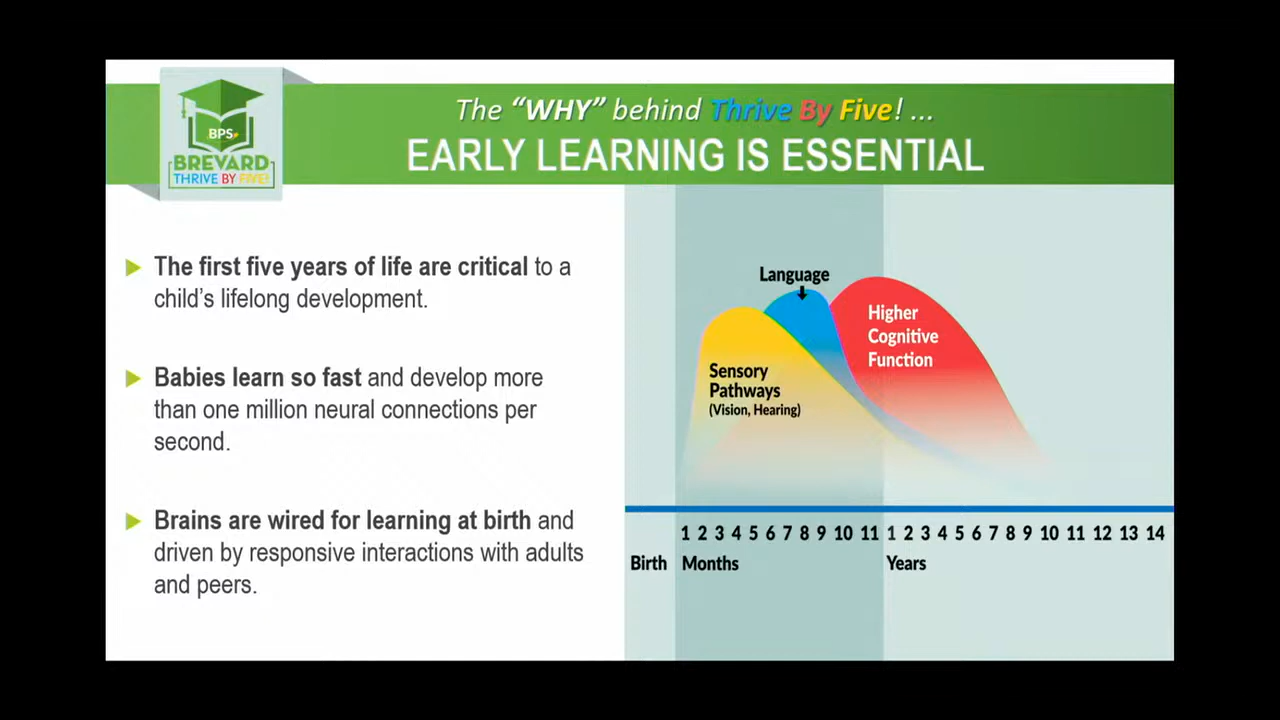 The “WHY” behind Thrive By Five! ...
EARLY LEARNING IS ESSENTIAL
BPS
BREVARD
THRIVE BY FIVE!
The first five years of life are critical to a
child’s lifelong development.
Babies learn so fast and develop more
than one million neural connections per
second.
Brains are wired for learning at birth and
driven by responsive interactions with adults
and peers.
Language
Higher
Cognitive
Function
Sensory
Pathways
(Vision, Hearing)
1 2 3 4 5 6 7 8 9 10 11 1 2 3 4 5 6 7 8 9 10 11 12 13 14
Birth Months Years